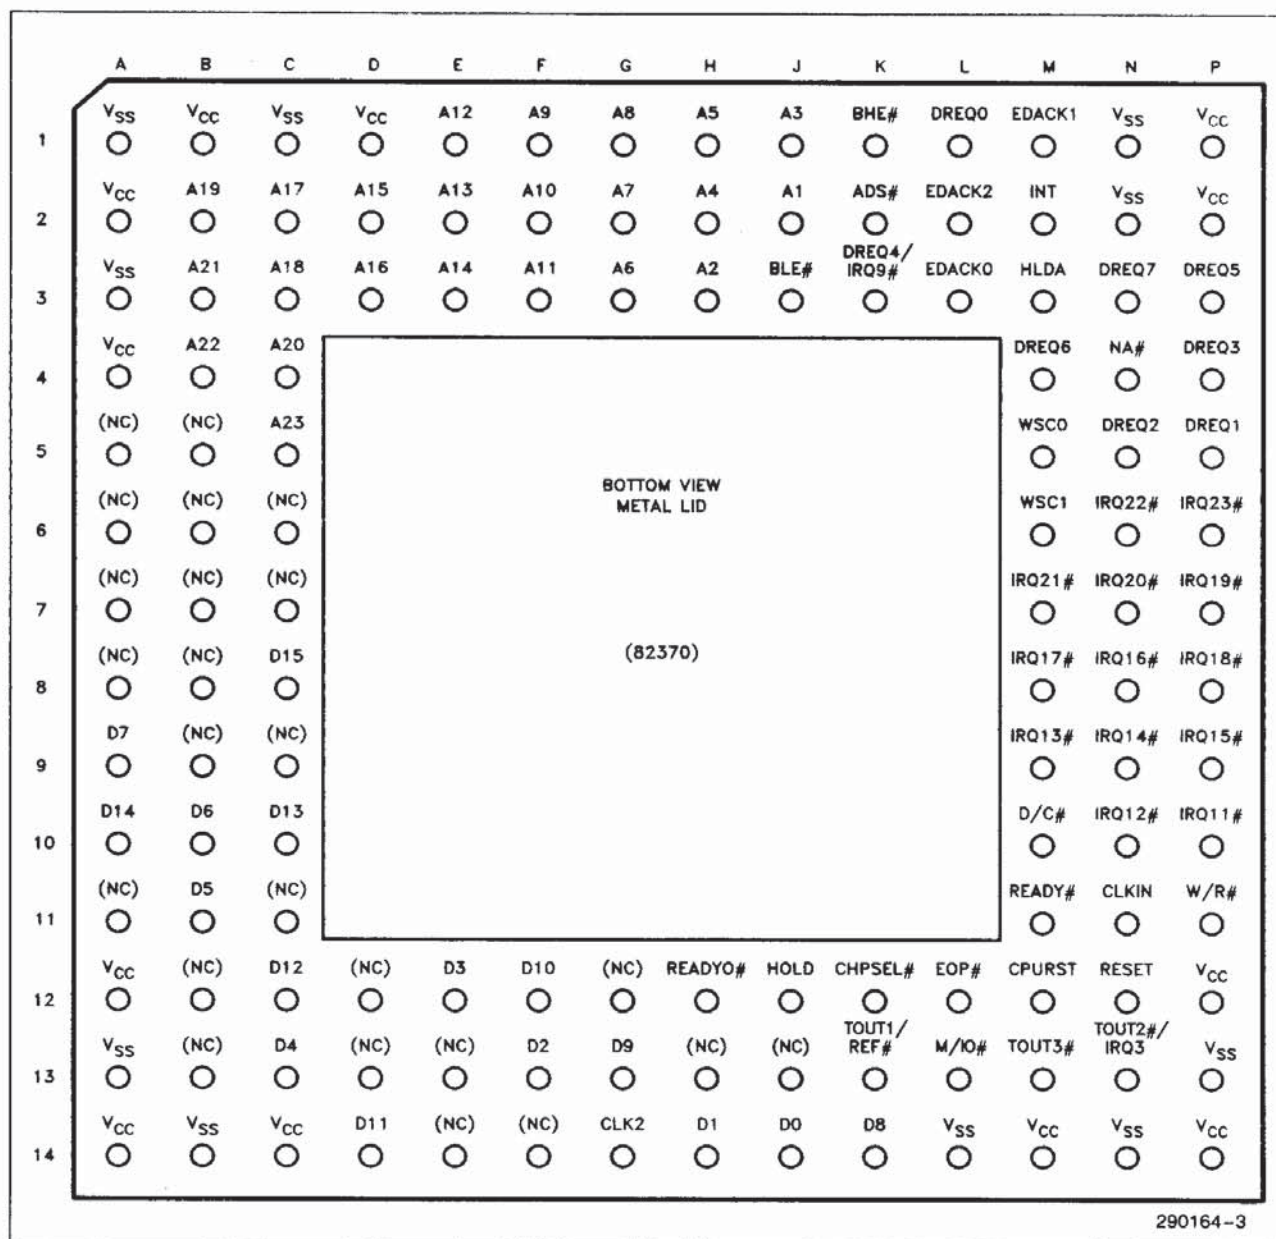 A B C D E F G H J K L M N P
VSS VCC VSS VCC A12 A9 A8 A5 A3 BHE# DREQ0 EDACK1 VSS VCC
1
VCC A19 A17 A15 A13 A10 A7 A4 A1 ADS# EDACK2 INT VSS VCC
2
VSS A21 A18 A16 A14 A11 A6 A2 BLE# DREQ4/ IRQ9# EDACK0 HLDA DREQ7 DREQ5
3
VCC A22 A20 DREQ6 NA# DREQ3
4
(NC) (NC) A23 WSC0 DREQ2 DREQ1
5
BOTTOM VIEW
METAL LID
(NC) (NC) (NC) WSC1 IRQ22# IRQ23#
6
(NC) (NC) (NC) IRQ21# IRQ20# IRQ19#
7
(82370)
(NC) (NC) D15 IRQ17# IRQ16# IRQ18#
8
D7 (NC) (NC) IRQ13# IRQ14# IRQ15#
9
D14 D6 D13 D/C# IRQ12# IRQ11#
10
(NC) D5 (NC) READY# CLKIN W/R#
11
VCC (NC) D12 (NC) D3 D10 (NC) READYO# HOLD CHPSEL# EOP# CPURST RESET VCC
12
VSS (NC) D4 (NC) (NC) D2 D9 (NC) (NC) TOUT1/ REF# M/IO# TOUT3# TOUT2#/ IRQ3 VSS
13
VCC VSS VCC D11 (NC) (NC) CLK2 D1 D0 D8 VSS VCC VSS VCC
14
290164-3